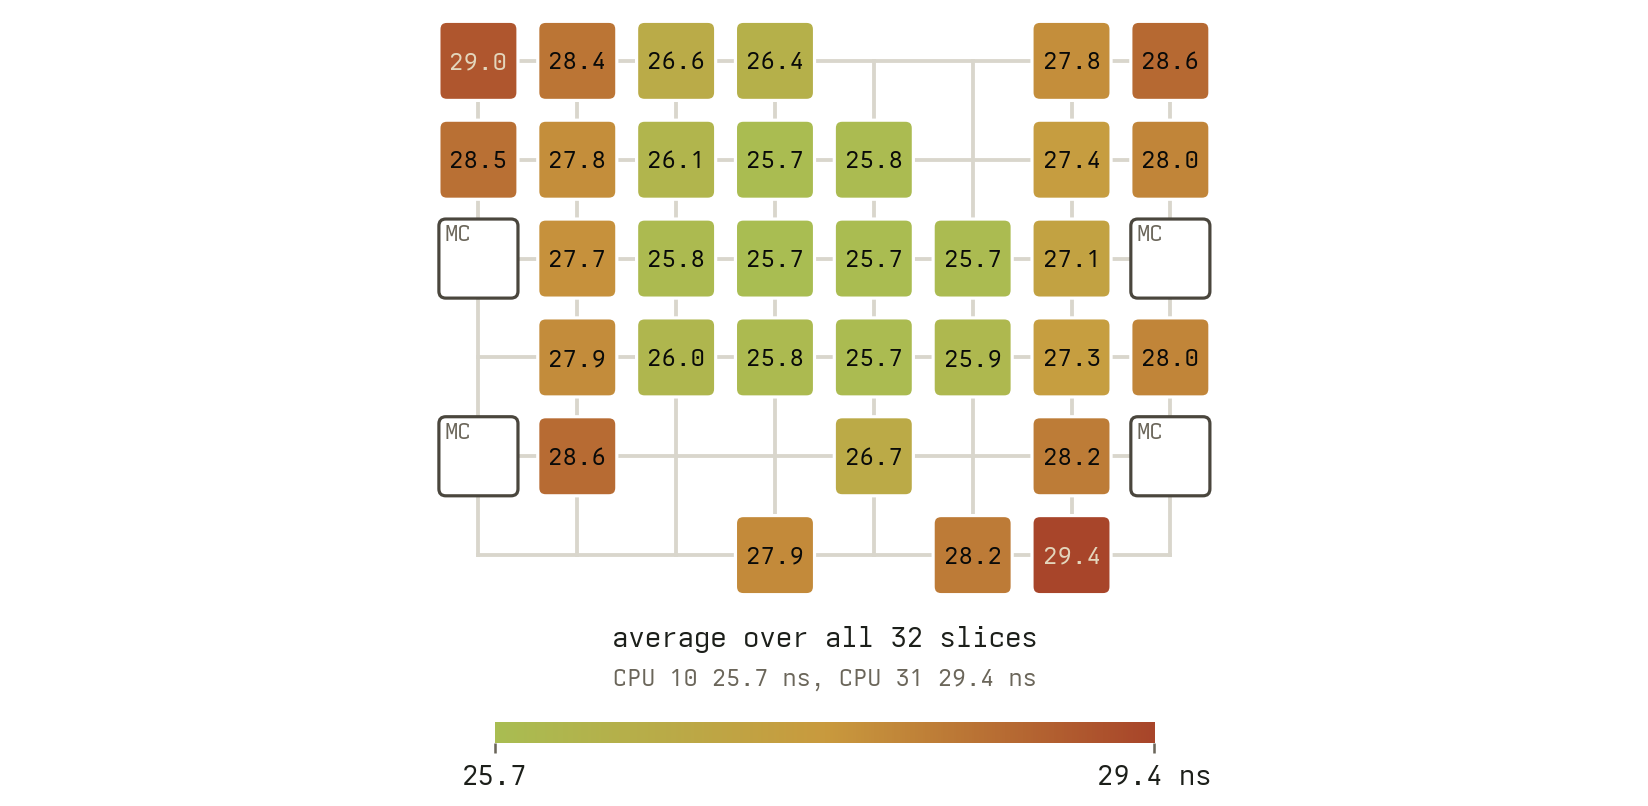 29.0 28.4 26.6 26.4 27.8 28.6
28.5 27.8 26.1 25.7 25.8 27.4 28.0
MC 27.7 25.8 25.7 25.7 25.7 27.1 MC
27.9 26.0 25.8 25.7 25.9 27.3 28.0
MC 28.6 26.7 28.2 MC
27.9 28.2 29.4
average over all 32 slices
CPU 10 25.7 ns, CPU 31 29.4 ns
25.7 29.4 ns